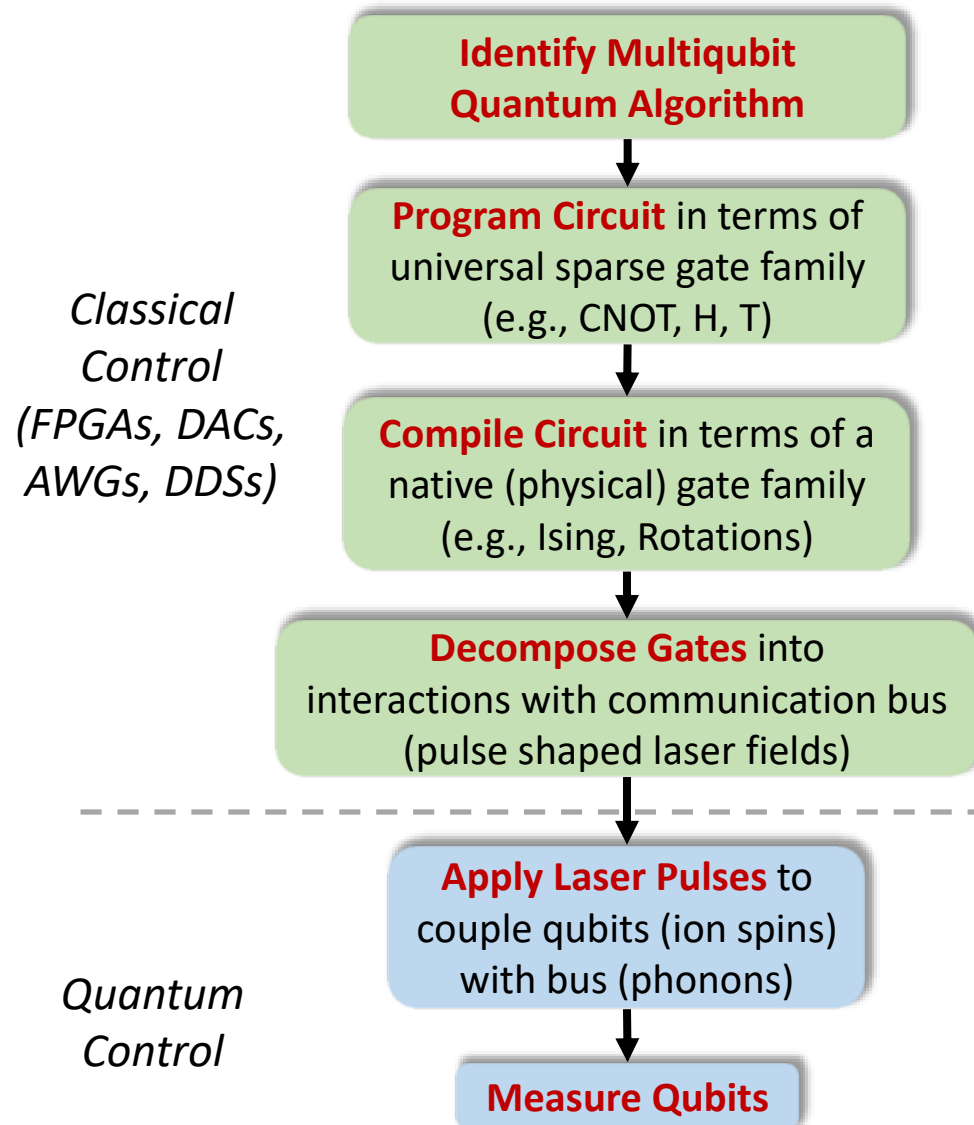 Identify Multiqubit
Quantum Algorithm
Program Circuit in terms of
universal sparse gate family
(e.g., CNOT, H, T)
Classical
Control
(FPGAs, DACs,
AWGs, DDSs)
Compile Circuit in terms of a
native (physical) gate family
(e.g., Ising, Rotations)
Decompose Gates into
interactions with communication bus
(pulse shaped laser fields)
Apply Laser Pulses to
couple qubits (ion spins)
with bus (phonons)
Quantum
Control
Measure Qubits